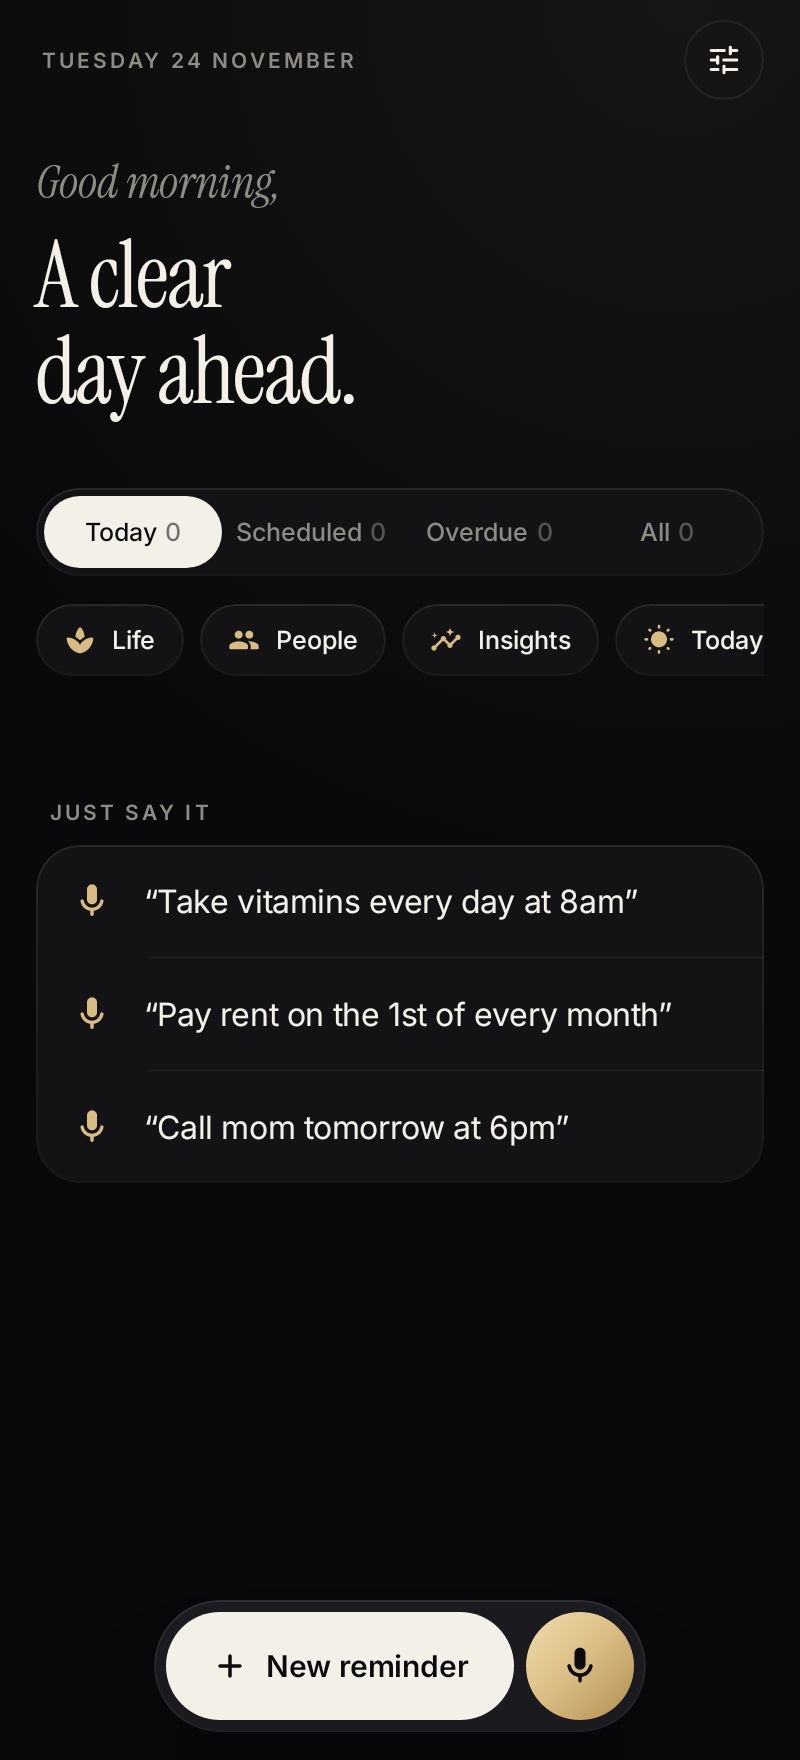 TUESDAY 24 NOVEMBER
Good morning,
A clear
day ahead.
Today 0 Scheduled 0 Overdue 0 All 0
Life People Insights Today
JUST SAY IT
“Take vitamins every day at 8am”
“Pay rent on the 1st of every month”
“Call mom tomorrow at 6pm”
New reminder